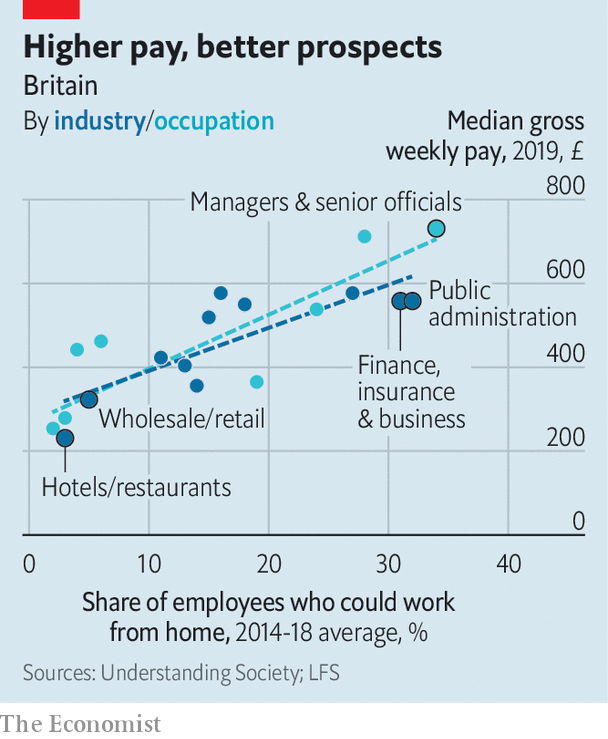 Higher pay, better prospects
Britain
By industry/occupation
Median gross
weekly pay, 2019, £
800
Managers & senior officials
600
Public
administration
400
Finance,
insurance
& business
Wholesale/retail
200
Hotels/restaurants
0
0 10 20 30 40
Share of employees who could work
from home, 2014-18 average, %
Sources: Understanding Society; LFS
The Economist